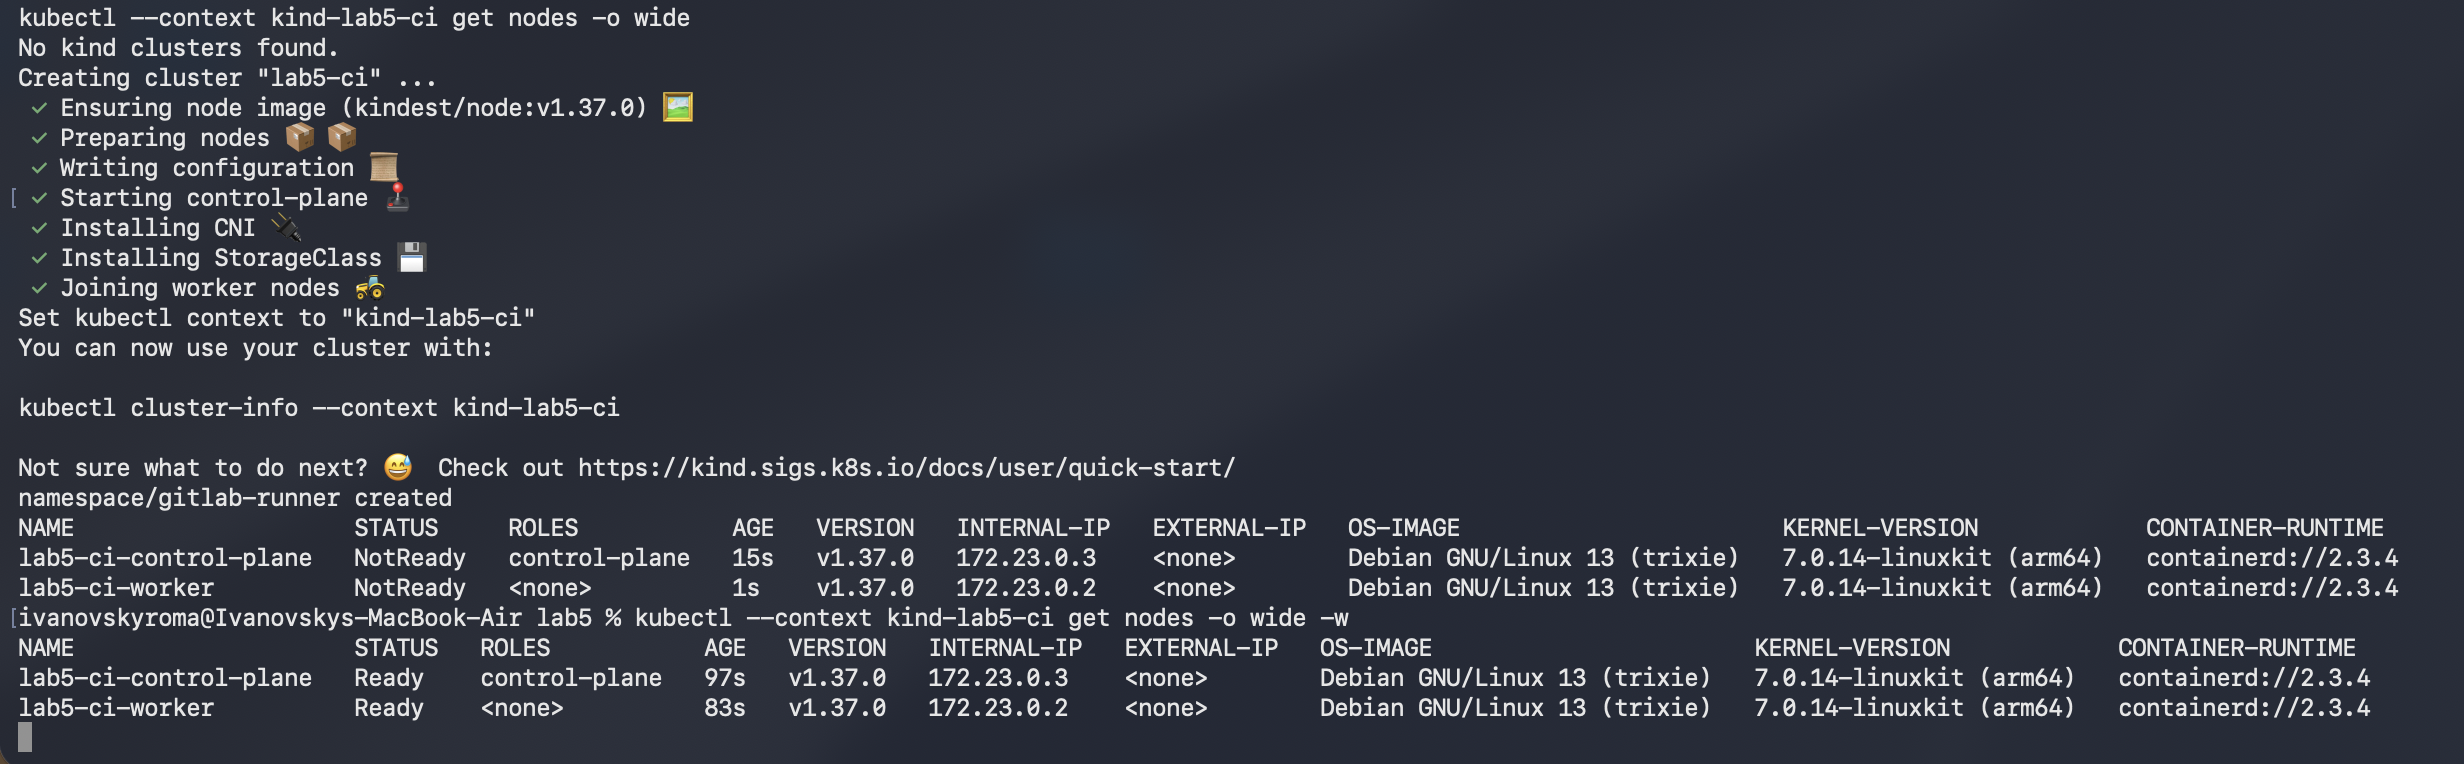 kubectl --context kind-lab5-ci get nodes -o wide
No kind clusters found.
Creating cluster "lab5-ci" ...
✓ Ensuring node image (kindest/node:v1.37.0) 🖼
✓ Preparing nodes 📦 📦
✓ Writing configuration 📜
[ ✓ Starting control-plane 🕹
✓ Installing CNI 🔌
✓ Installing StorageClass 💾
✓ Joining worker nodes 🚜
Set kubectl context to "kind-lab5-ci"
You can now use your cluster with:

kubectl cluster-info --context kind-lab5-ci

Not sure what to do next? 😅 Check out https://kind.sigs.k8s.io/docs/user/quick-start/
namespace/gitlab-runner created
NAME STATUS ROLES AGE VERSION INTERNAL-IP EXTERNAL-IP OS-IMAGE KERNEL-VERSION CONTAINER-RUNTIME
lab5-ci-control-plane NotReady control-plane 15s v1.37.0 172.23.0.3 <none> Debian GNU/Linux 13 (trixie) 7.0.14-linuxkit (arm64) containerd://2.3.4
lab5-ci-worker NotReady <none> 1s v1.37.0 172.23.0.2 <none> Debian GNU/Linux 13 (trixie) 7.0.14-linuxkit (arm64) containerd://2.3.4
[ivanovskyroma@Ivanovskys-MacBook-Air lab5 % kubectl --context kind-lab5-ci get nodes -o wide -w
NAME STATUS ROLES AGE VERSION INTERNAL-IP EXTERNAL-IP OS-IMAGE KERNEL-VERSION CONTAINER-RUNTIME
lab5-ci-control-plane Ready control-plane 97s v1.37.0 172.23.0.3 <none> Debian GNU/Linux 13 (trixie) 7.0.14-linuxkit (arm64) containerd://2.3.4
lab5-ci-worker Ready <none> 83s v1.37.0 172.23.0.2 <none> Debian GNU/Linux 13 (trixie) 7.0.14-linuxkit (arm64) containerd://2.3.4